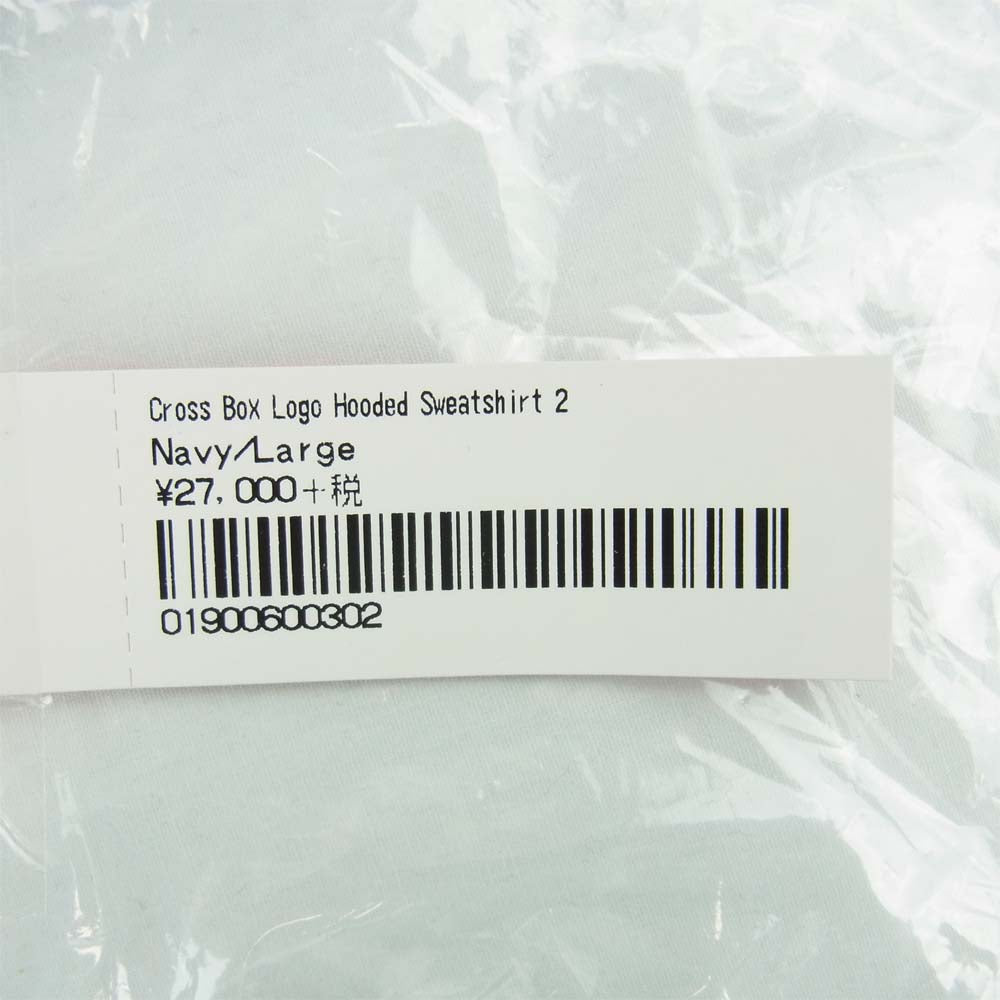 Cross Box Logo Hooded Sweatshirt 2
Navy/Large
¥27,000+税
01900600302